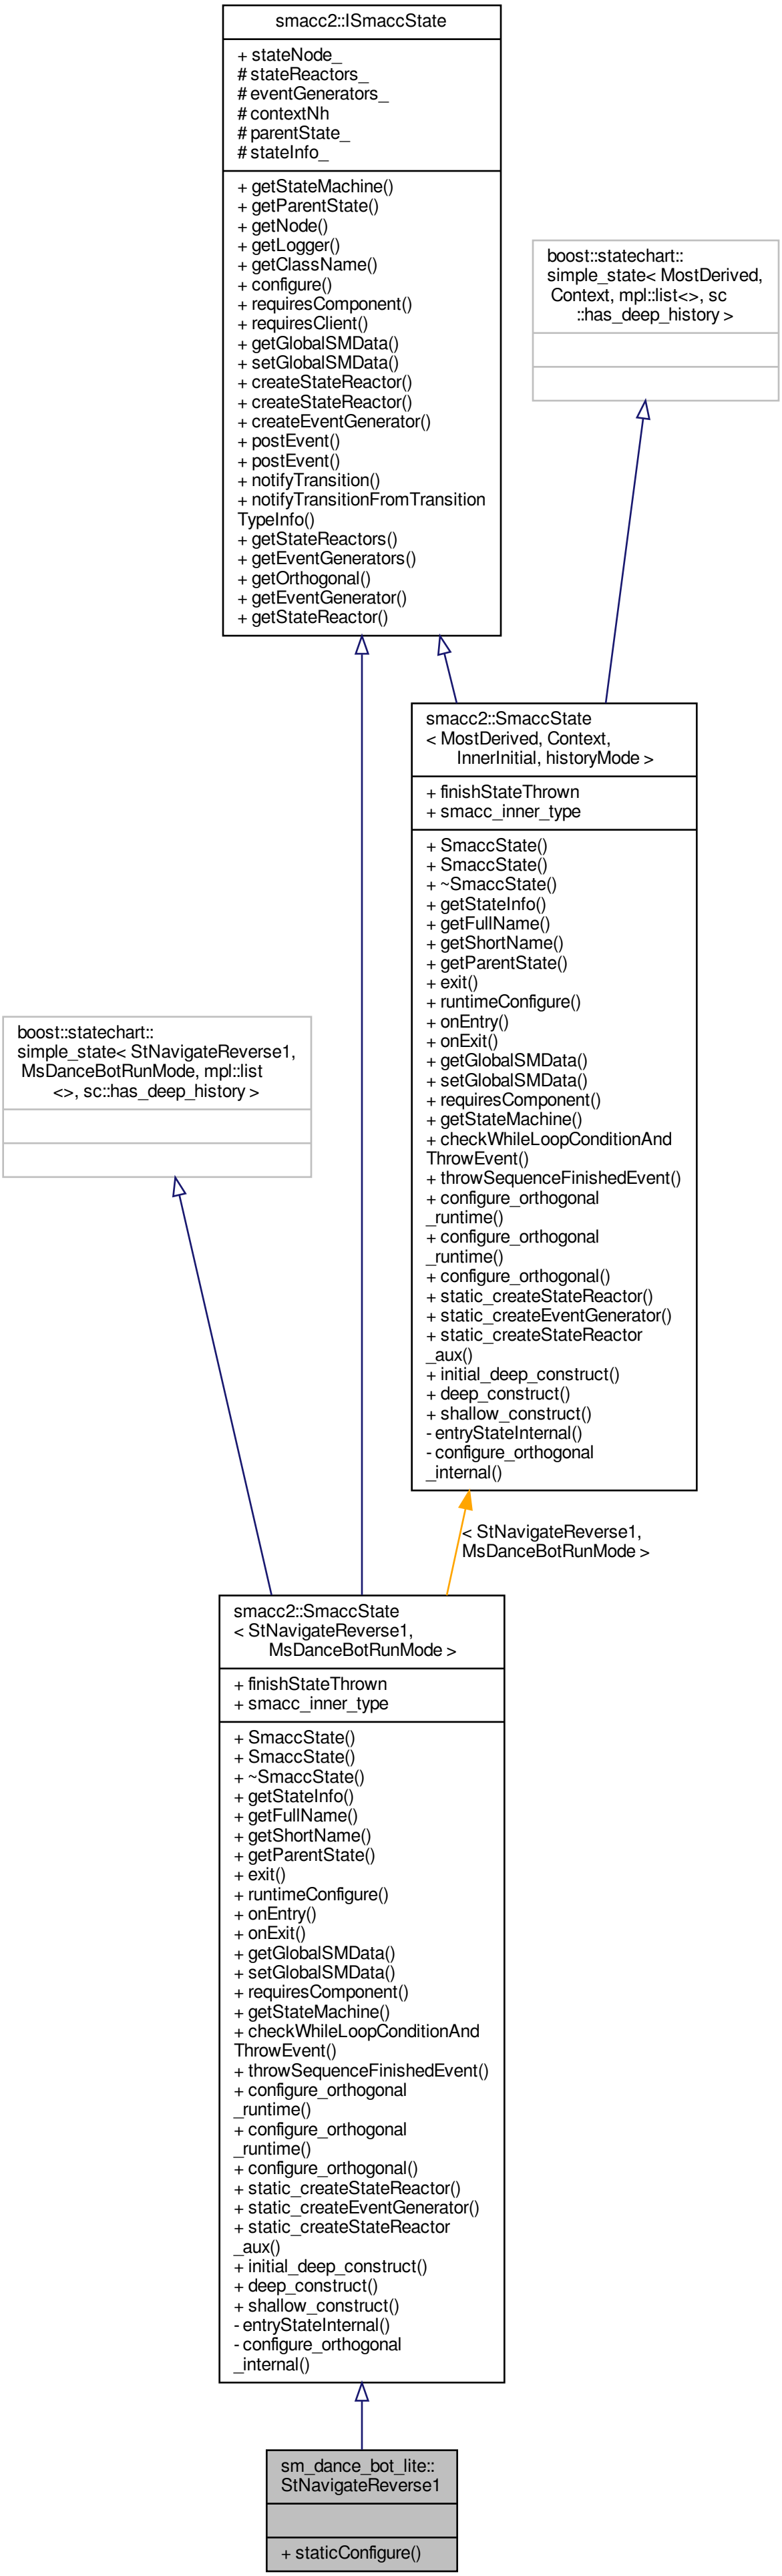 smacc2::ISmaccState
+ stateNode_
# stateReactors_
# eventGenerators_
# contextNh
# parentState_
# stateInfo_
+ getStateMachine()
+ getParentState()
+ getNode()
+ getLogger()
+ getClassName()
+ configure()
+ requiresComponent()
+ requiresClient()
+ getGlobalSMData()
+ setGlobalSMData()
+ createStateReactor()
+ createStateReactor()
+ createEventGenerator()
+ postEvent()
+ postEvent()
+ notifyTransition()
+ notifyTransitionFromTransition
TypeInfo()
+ getStateReactors()
+ getEventGenerators()
+ getOrthogonal()
+ getEventGenerator()
+ getStateReactor()
boost::statechart::
simple_state< MostDerived,
Context, mpl::list<>, sc
::has_deep_history >
smacc2::SmaccState
< MostDerived, Context,
InnerInitial, historyMode >
+ finishStateThrown
+ smacc_inner_type
+ SmaccState()
+ SmaccState()
+ ~SmaccState()
+ getStateInfo()
+ getFullName()
+ getShortName()
+ getParentState()
+ exit()
+ runtimeConfigure()
+ onEntry()
+ onExit()
+ getGlobalSMData()
+ setGlobalSMData()
+ requiresComponent()
+ getStateMachine()
+ checkWhileLoopConditionAnd
ThrowEvent()
+ throwSequenceFinishedEvent()
+ configure_orthogonal
_runtime()
+ configure_orthogonal
_runtime()
+ configure_orthogonal()
+ static_createStateReactor()
+ static_createEventGenerator()
+ static_createStateReactor
_aux()
+ initial_deep_construct()
+ deep_construct()
+ shallow_construct()
- entryStateInternal()
- configure_orthogonal
_internal()
boost::statechart::
simple_state< StNavigateReverse1,
MsDanceBotRunMode, mpl::list
<>, sc::has_deep_history >
< StNavigateReverse1,
MsDanceBotRunMode >
smacc2::SmaccState
< StNavigateReverse1,
MsDanceBotRunMode >
+ finishStateThrown
+ smacc_inner_type
+ SmaccState()
+ SmaccState()
+ ~SmaccState()
+ getStateInfo()
+ getFullName()
+ getShortName()
+ getParentState()
+ exit()
+ runtimeConfigure()
+ onEntry()
+ onExit()
+ getGlobalSMData()
+ setGlobalSMData()
+ requiresComponent()
+ getStateMachine()
+ checkWhileLoopConditionAnd
ThrowEvent()
+ throwSequenceFinishedEvent()
+ configure_orthogonal
_runtime()
+ configure_orthogonal
_runtime()
+ configure_orthogonal()
+ static_createStateReactor()
+ static_createEventGenerator()
+ static_createStateReactor
_aux()
+ initial_deep_construct()
+ deep_construct()
+ shallow_construct()
- entryStateInternal()
- configure_orthogonal
_internal()
sm_dance_bot_lite::
StNavigateReverse1
+ staticConfigure()